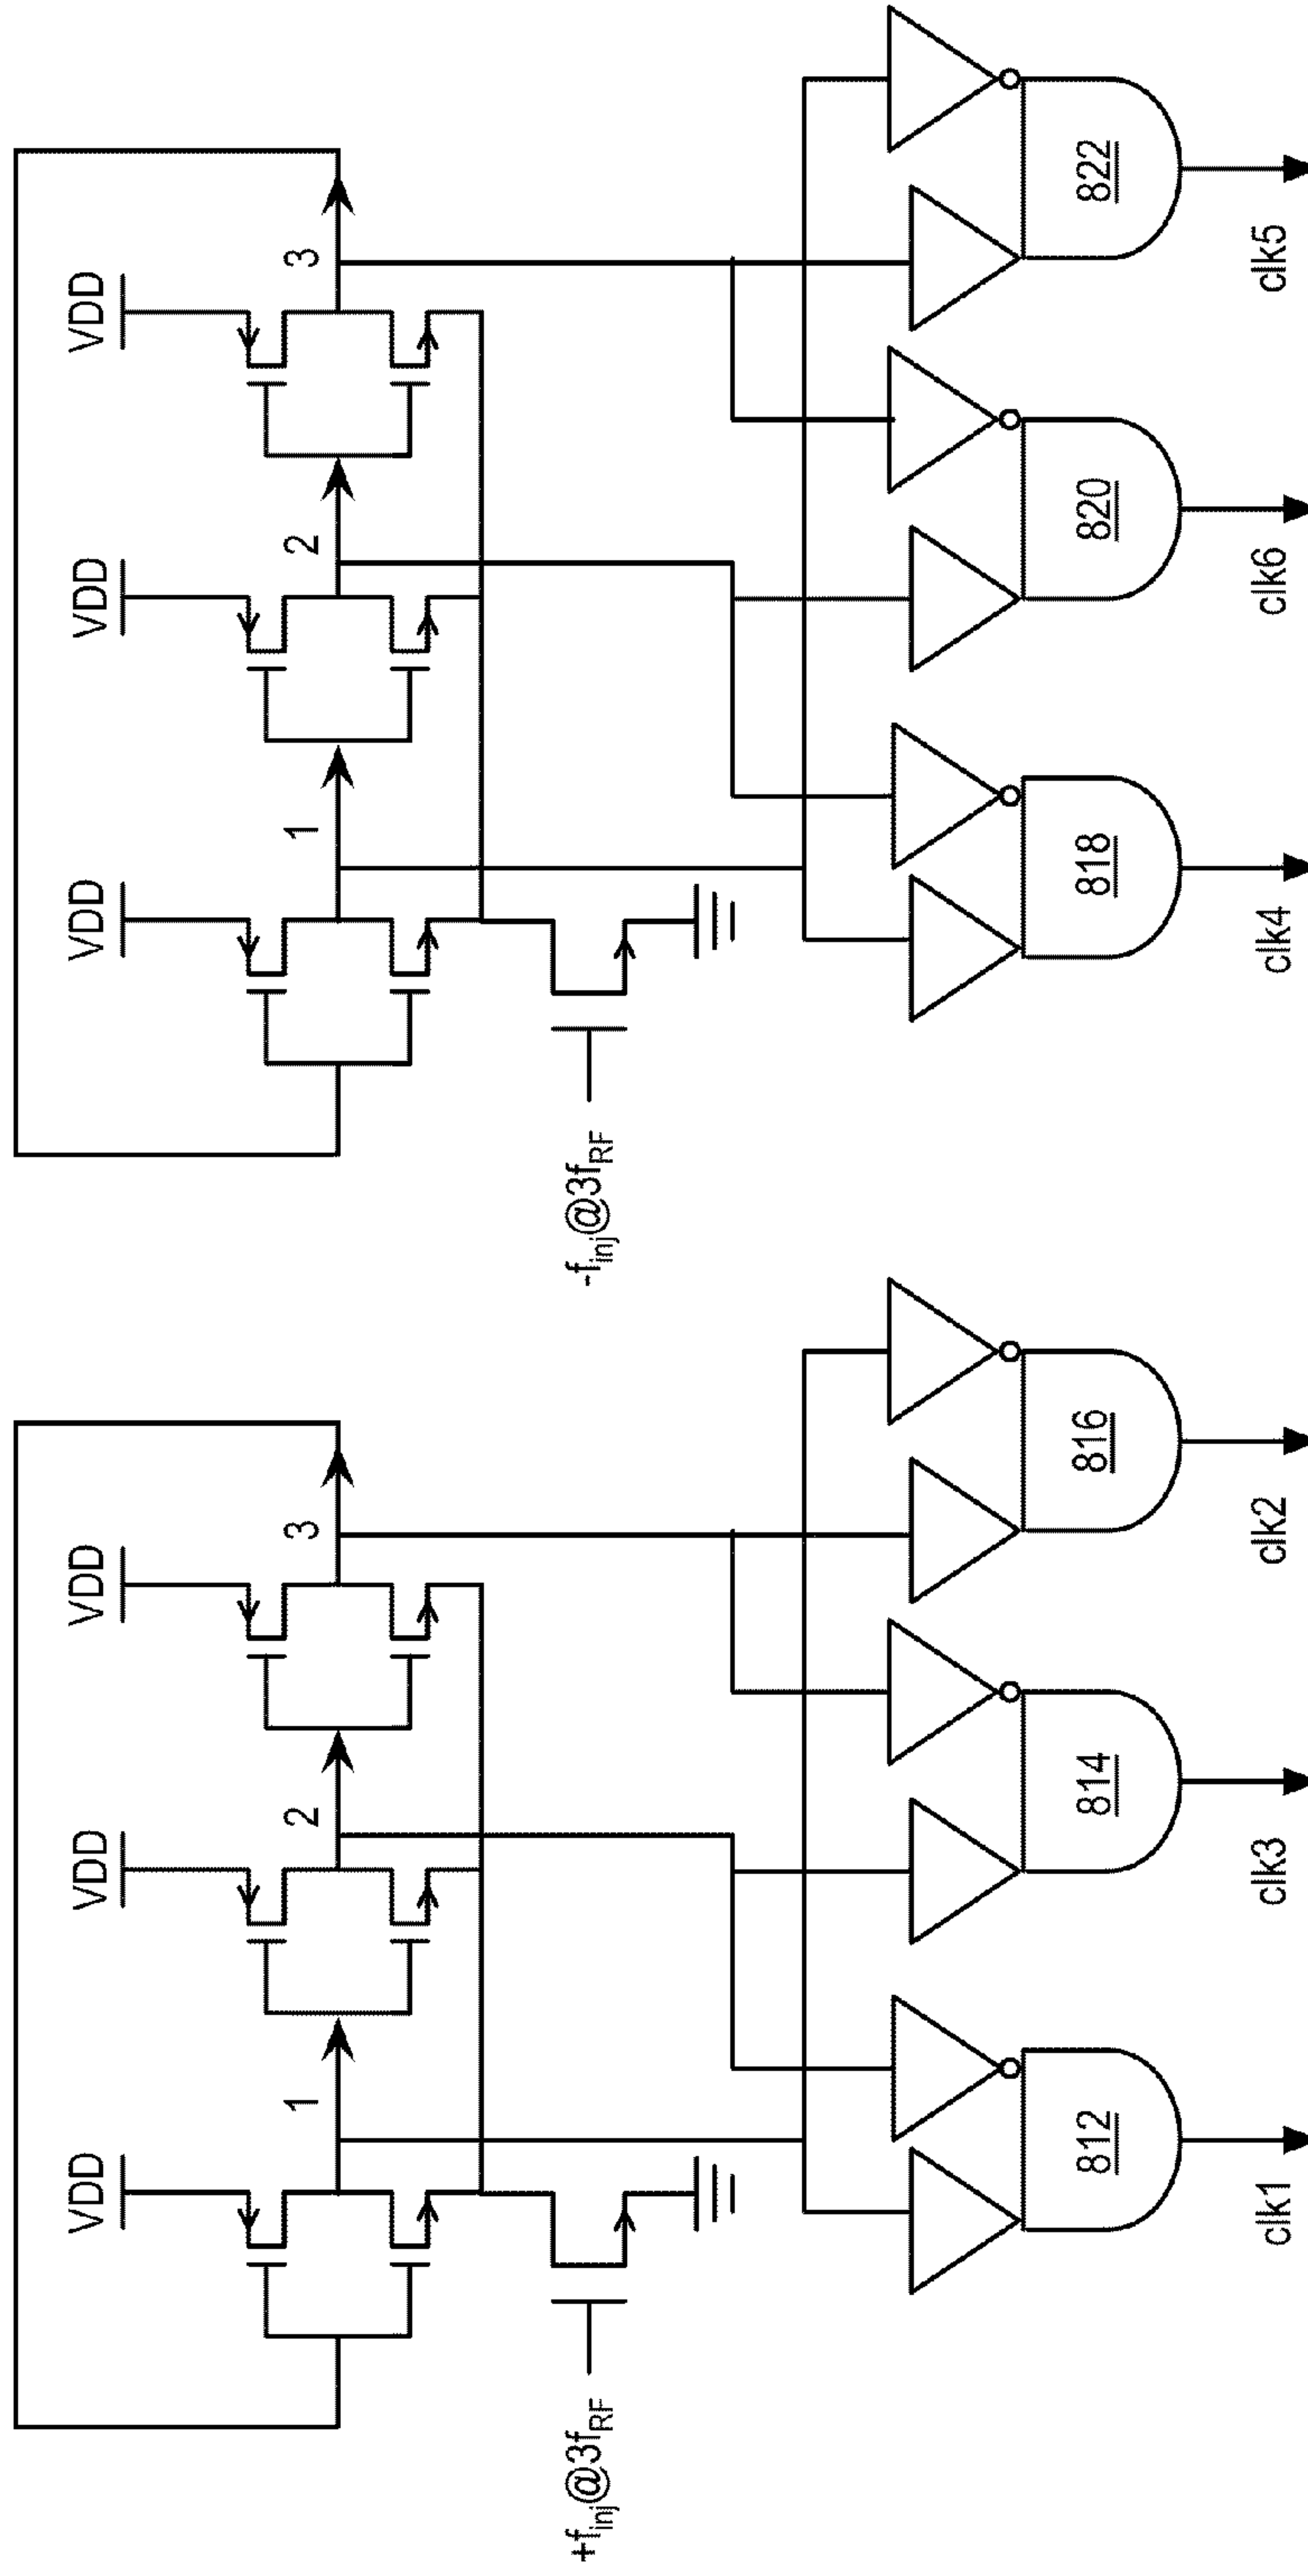 VDD
VDD
VDD
VDD
VDD
VDD
1
2
3
1
2
3
+f_inj@3f_RF
-f_inj@3f_RF
812
814
816
818
820
822
clk1
clk3
clk2
clk4
clk6
clk5